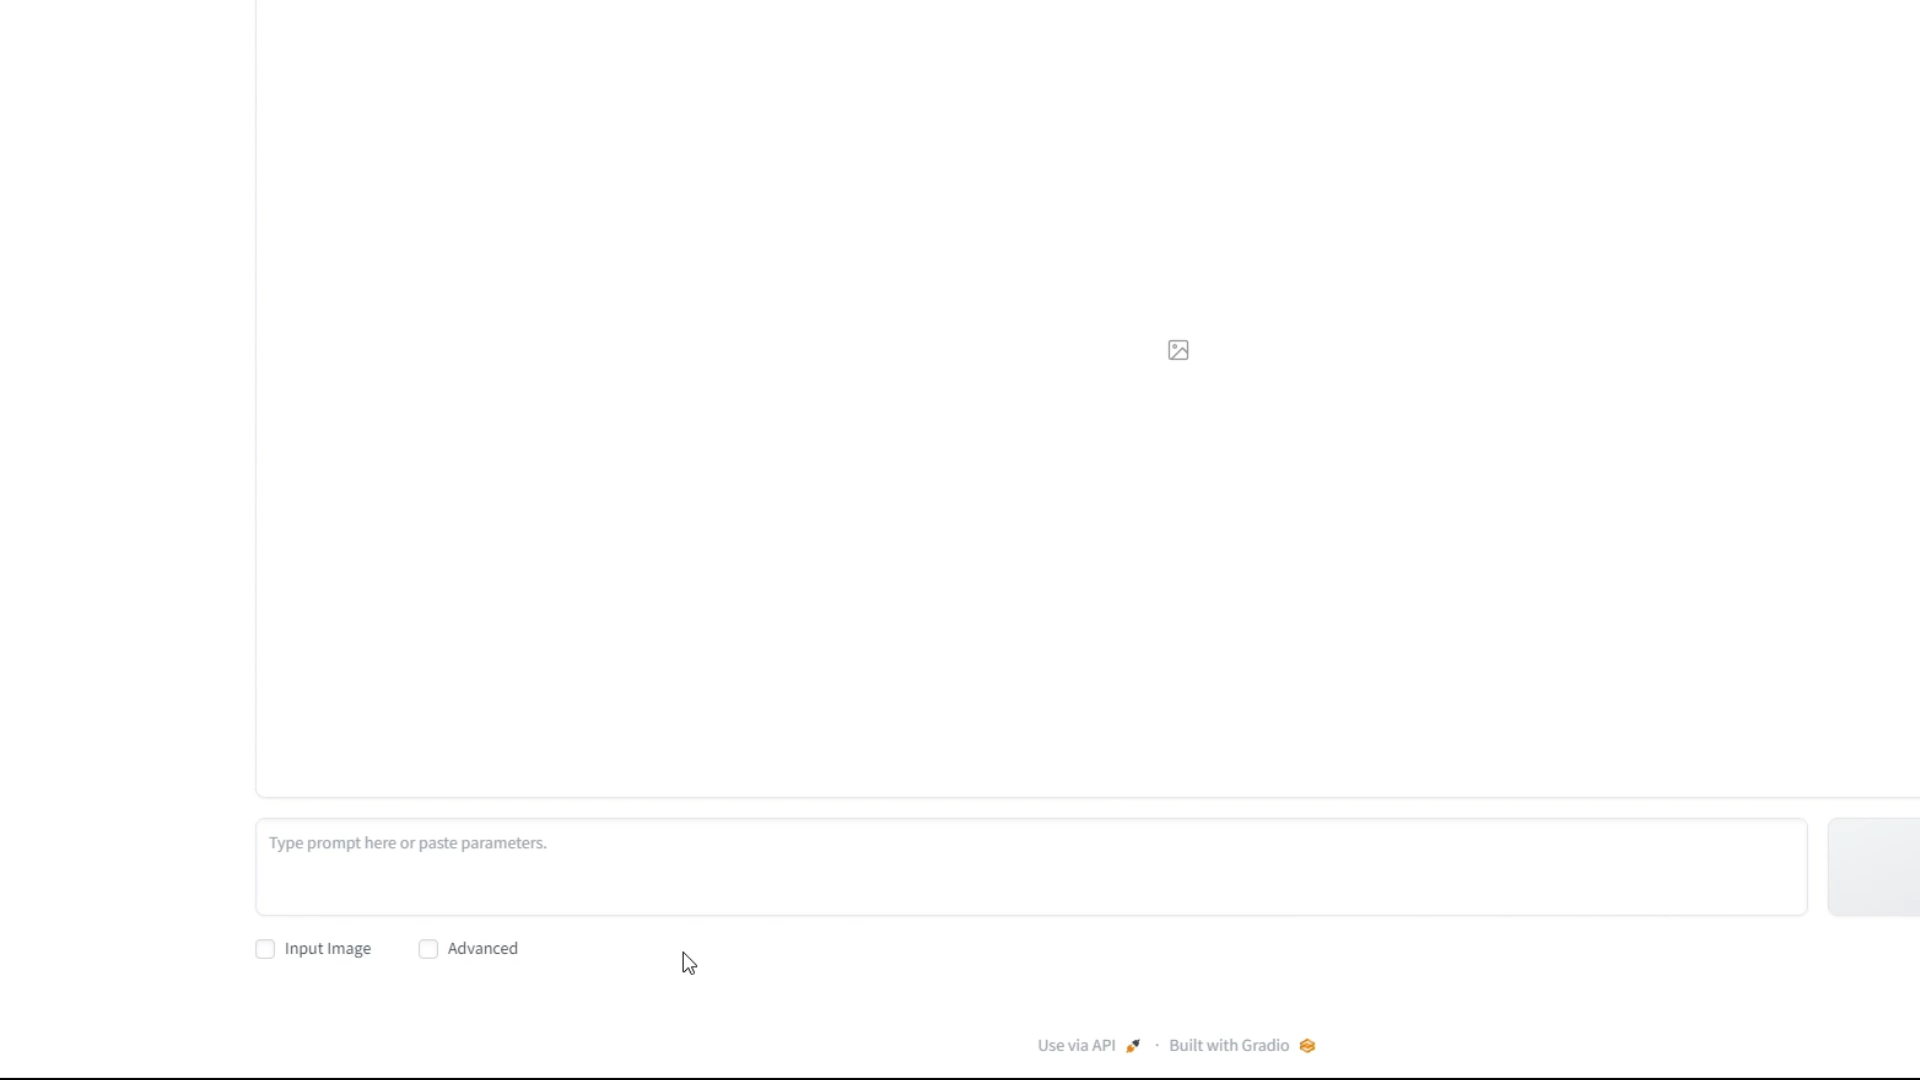 Type prompt here or paste parameters.
Input Image
Advanced
Use via API · Built with Gradio